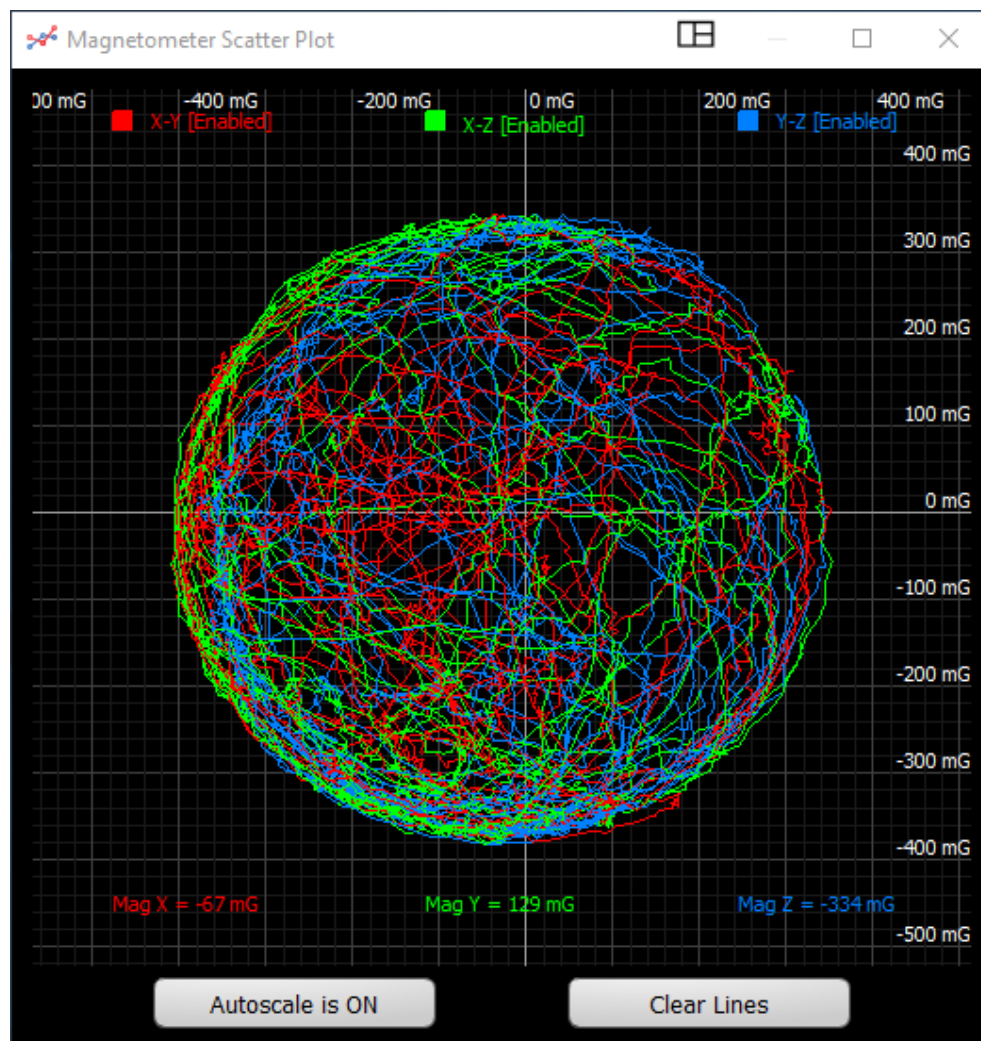 Magnetometer Scatter Plot
00 mG -400 mG -200 mG 0 mG 200 mG 400 mG
X-Y [Enabled] X-Z [Enabled] Y-Z [Enabled]
400 mG
300 mG
200 mG
100 mG
0 mG
-100 mG
-200 mG
-300 mG
-400 mG
Mag X = -67 mG Mag Y = 129 mG Mag Z = -334 mG
-500 mG
Autoscale is ON Clear Lines